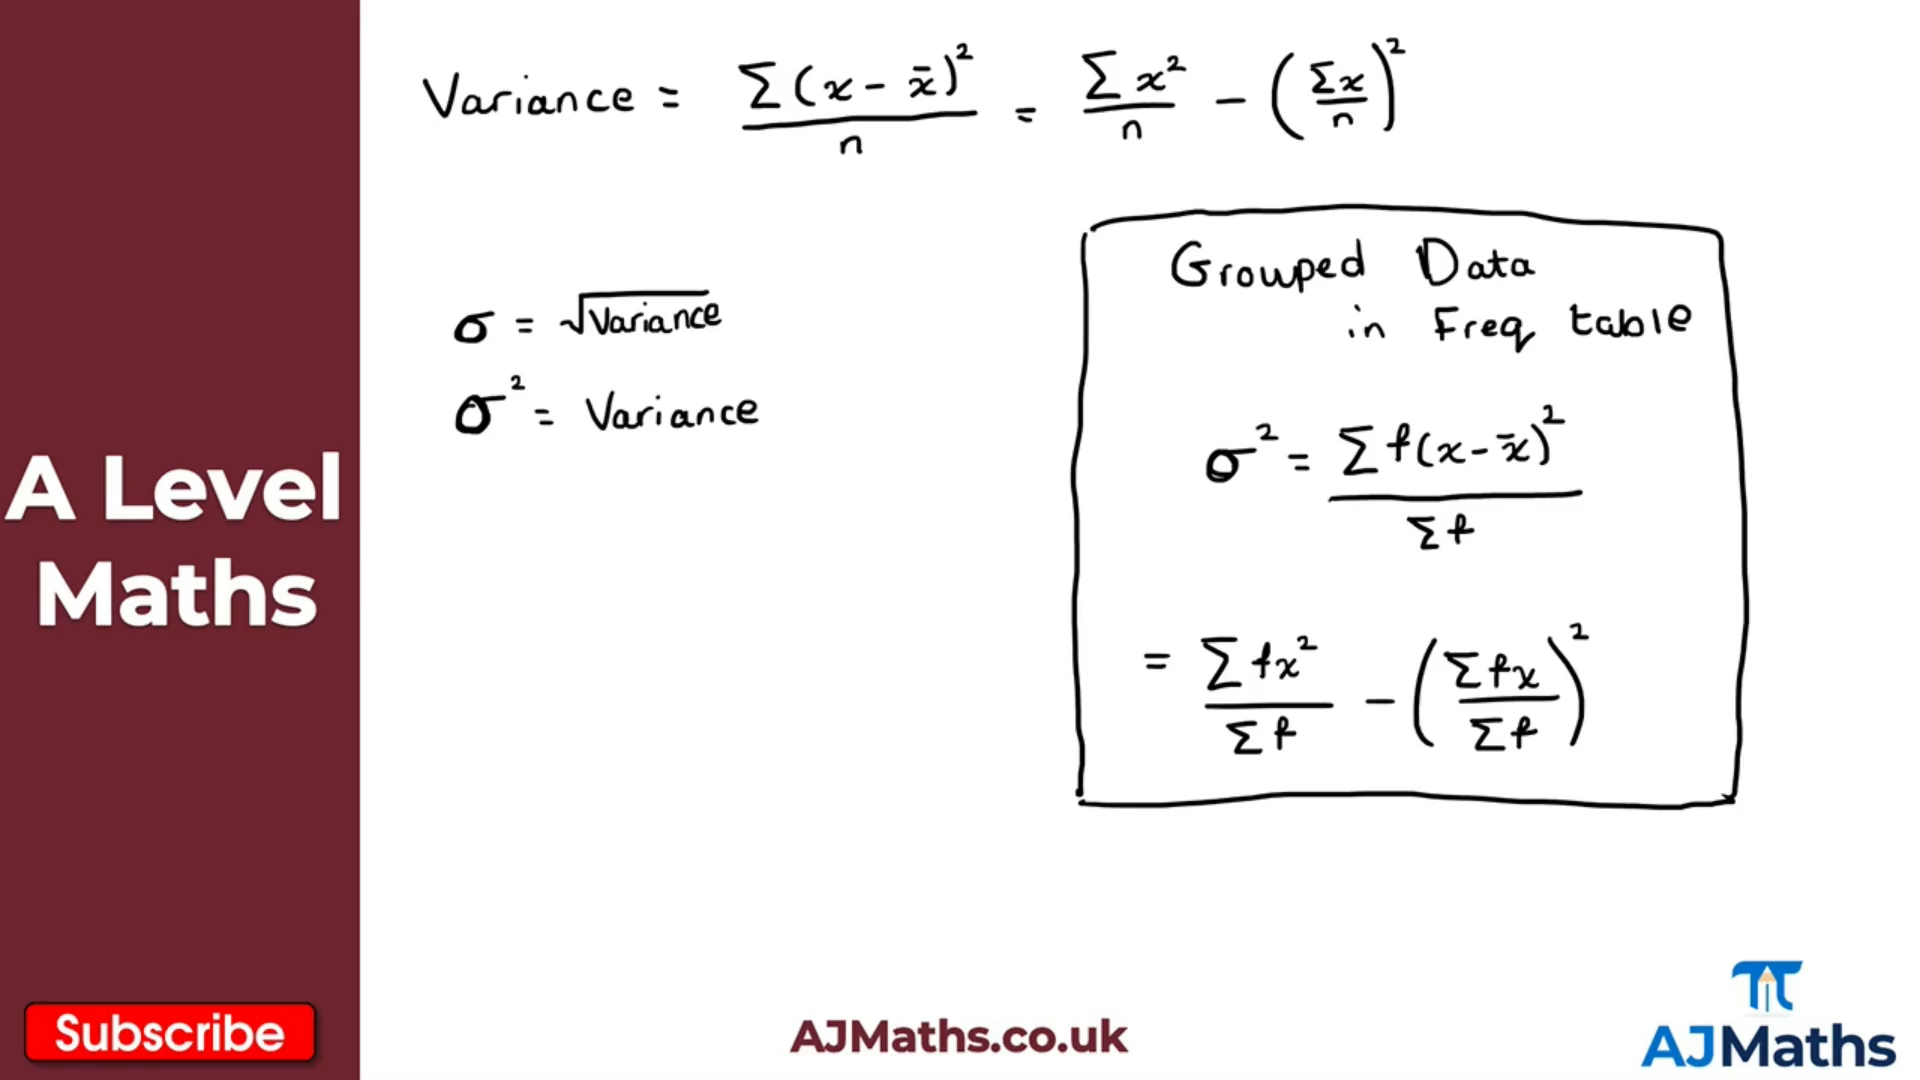 Variance = Σ(x - x̄)² / n = Σx² / n - (Σx / n)²
σ = √Variance
σ² = Variance
Grouped Data
in Freq table
σ² = Σf(x - x̄)² / Σf
= Σfx² / Σf - (Σfx / Σf)²
A Level
Maths
Subscribe
AJMaths.co.uk
AJMaths